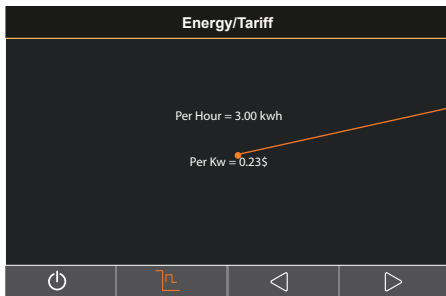 Energy/Tariff
Per Hour = 3.00 kwh
Per Kw = 0.23$